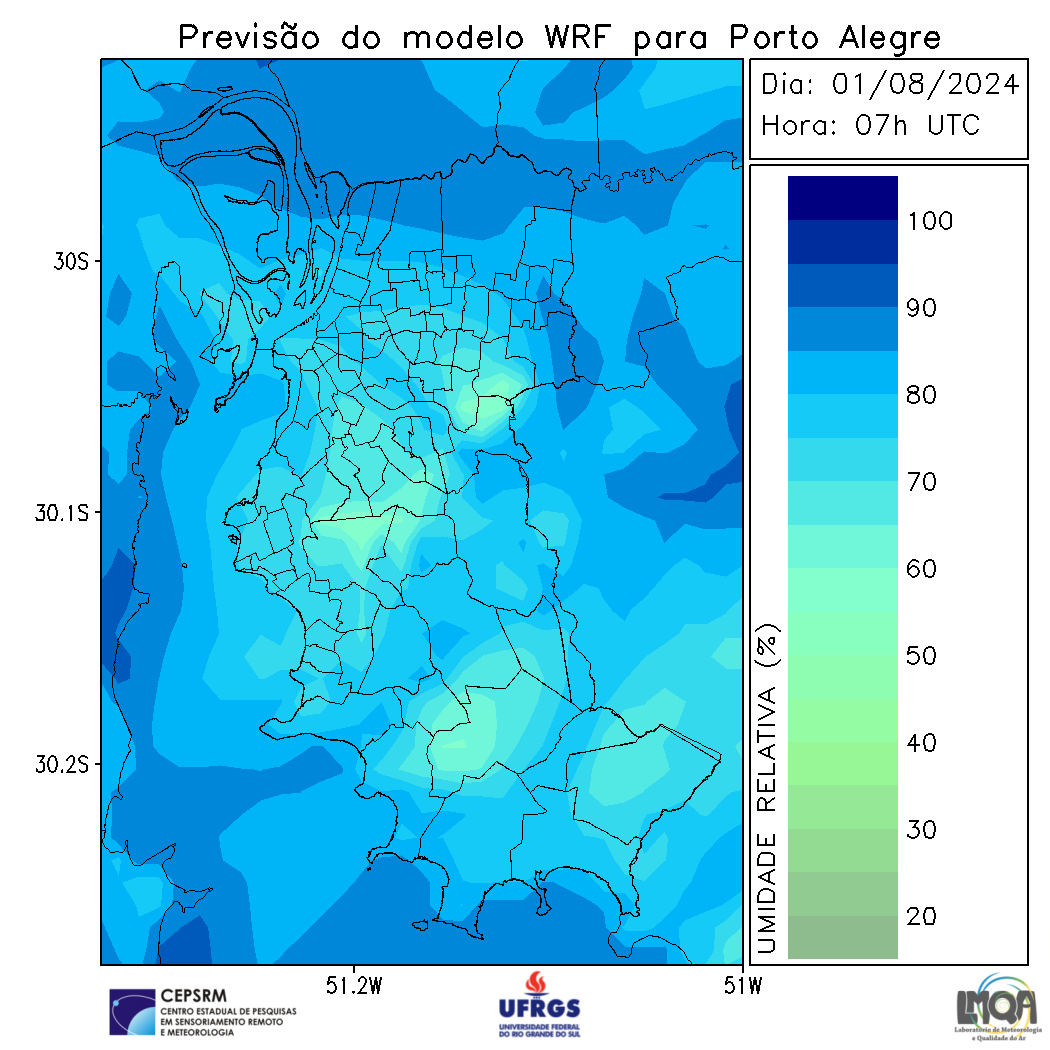 Previsão do modelo WRF para Porto Alegre
Dia: 01/08/2024
Hora: 07h UTC
30S
30.1S
30.2S
51.2W
51W
UMIDADE RELATIVA (%)
100
90
80
70
60
50
40
30
20
CEPSRM
CENTRO ESTADUAL DE PESQUISAS
EM SENSORIAMENTO REMOTO
E METEOROLOGIA
UFRGS
UNIVERSIDADE FEDERAL
DO RIO GRANDE DO SUL
LMQA
Laboratório de Meteorologia
e Qualidade do Ar